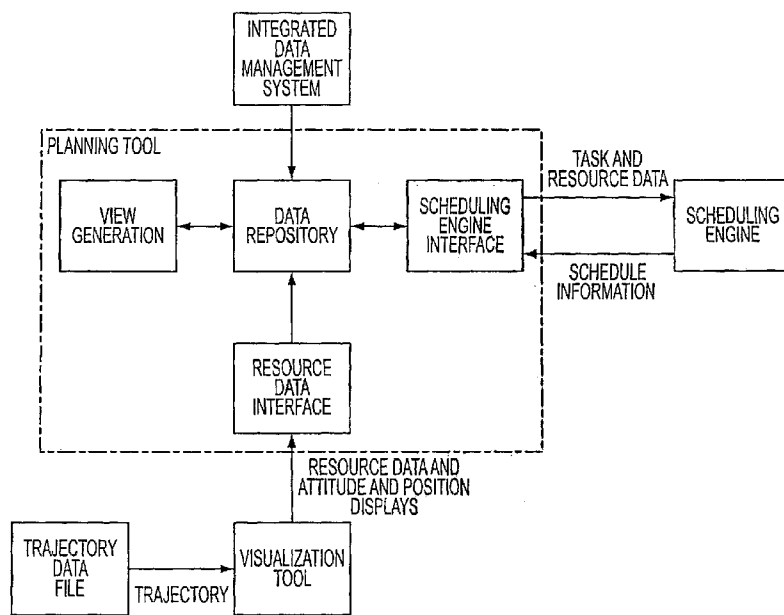 INTEGRATED
DATA
MANAGEMENT
SYSTEM
PLANNING TOOL
VIEW
GENERATION
DATA
REPOSITORY
SCHEDULING
ENGINE
INTERFACE
TASK AND
RESOURCE DATA
SCHEDULING
ENGINE
SCHEDULE
INFORMATION
RESOURCE
DATA
INTERFACE
RESOURCE DATA AND
ATTITUDE AND POSITION
DISPLAYS
TRAJECTORY
DATA
FILE
TRAJECTORY
VISUALIZATION
TOOL